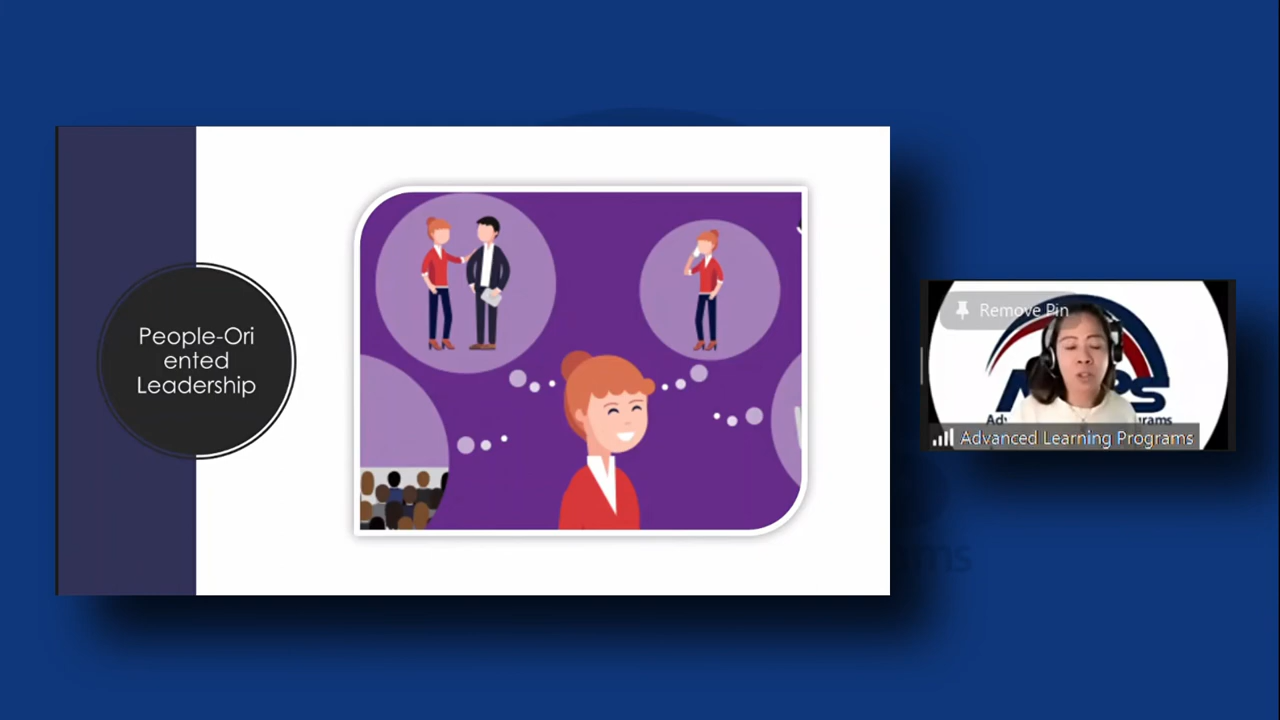 People-Ori
ented
Leadership
Remove Pin
Advanced Learning Programs